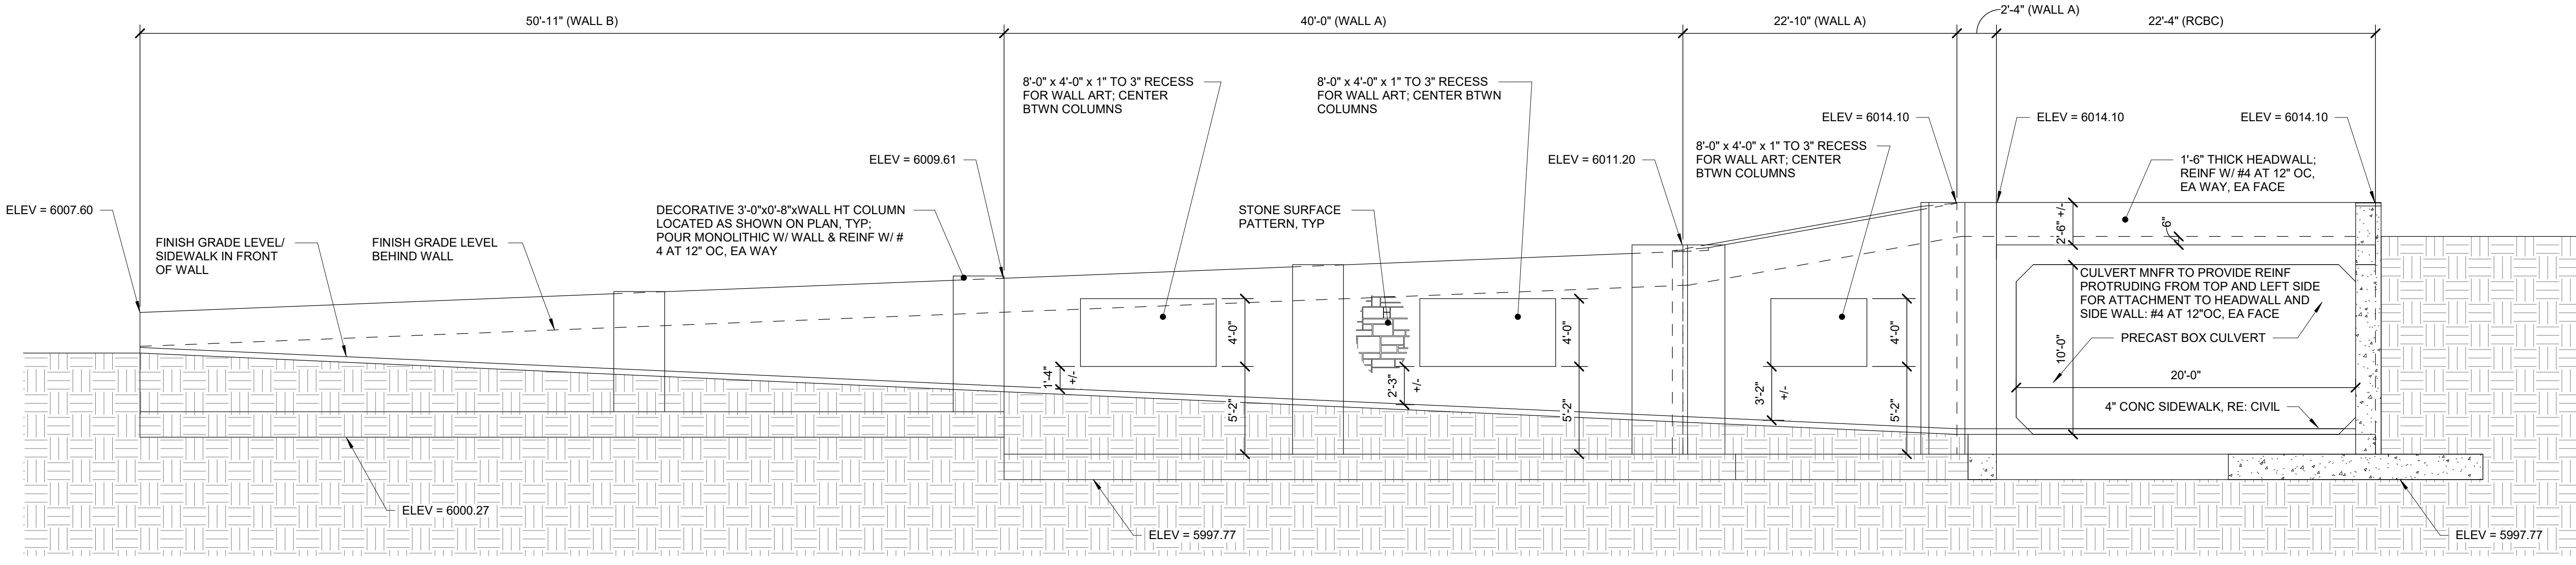 50'-11" (WALL B)
40'-0" (WALL A)
22'-10" (WALL A)
2'-4" (WALL A)
22'-4" (RCBC)
8'-0" x 4'-0" x 1" TO 3" RECESS
FOR WALL ART; CENTER
BTWN COLUMNS
8'-0" x 4'-0" x 1" TO 3" RECESS
FOR WALL ART; CENTER BTWN
COLUMNS
ELEV = 6014.10
ELEV = 6014.10
ELEV = 6014.10
8'-0" x 4'-0" x 1" TO 3" RECESS
FOR WALL ART; CENTER
BTWN COLUMNS
ELEV = 6009.61
ELEV = 6011.20
1'-6" THICK HEADWALL;
REINF W/ #4 AT 12" OC,
EA WAY, EA FACE
ELEV = 6007.60
DECORATIVE 3'-0"x0'-8"xWALL HT COLUMN
LOCATED AS SHOWN ON PLAN, TYP;
POUR MONOLITHIC W/ WALL & REINF W/ #
4 AT 12" OC, EA WAY
STONE SURFACE
PATTERN, TYP
FINISH GRADE LEVEL/
SIDEWALK IN FRONT
OF WALL
FINISH GRADE LEVEL
BEHIND WALL
2'-6" +/-
6"
CULVERT MNFR TO PROVIDE REINF
PROTRUDING FROM TOP AND LEFT SIDE
FOR ATTACHMENT TO HEADWALL AND
SIDE WALL: #4 AT 12"OC, EA FACE
PRECAST BOX CULVERT
10'-0"
20'-0"
4" CONC SIDEWALK, RE: CIVIL
4'-0"
4'-0"
4'-0"
1'-4"
+/-
2'-3"
+/-
3'-2"
+/-
5'-2"
5'-2"
5'-2"
ELEV = 6000.27
ELEV = 5997.77
ELEV = 5997.77